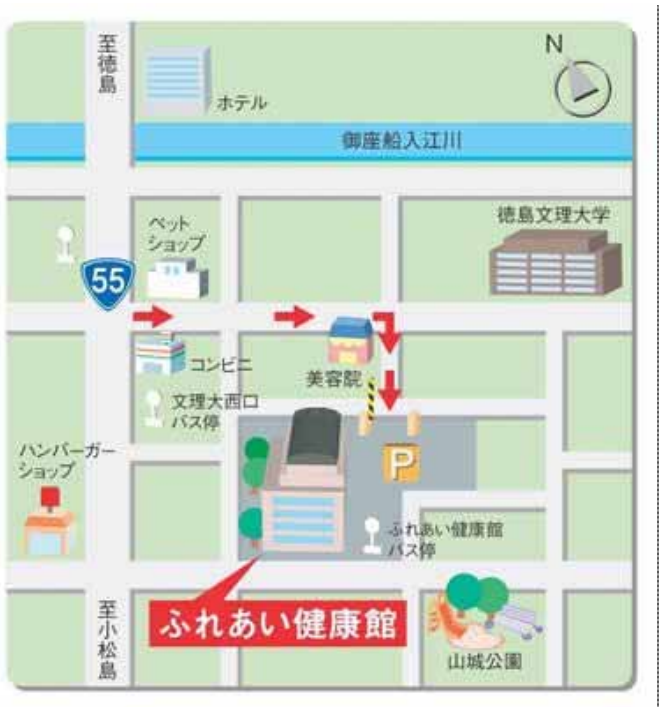 至徳島
ホテル
N
御座船入江川
徳島文理大学
ペット
ショップ
55
コンビニ
美容院
文理大西口
バス停
ハンバーガー
ショップ
P
ふれあい健康館
バス停
ふれあい健康館
至小松島
山城公園